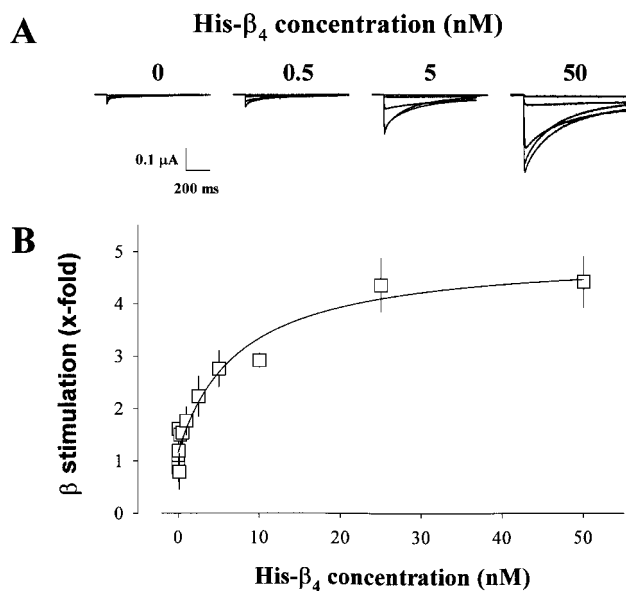 A
His-β4 concentration (nM)
0 0.5 5 50
0.1 μA
200 ms
B
β stimulation (x-fold)
5
4
3
2
1
0
0 10 20 30 40 50
His-β4 concentration (nM)